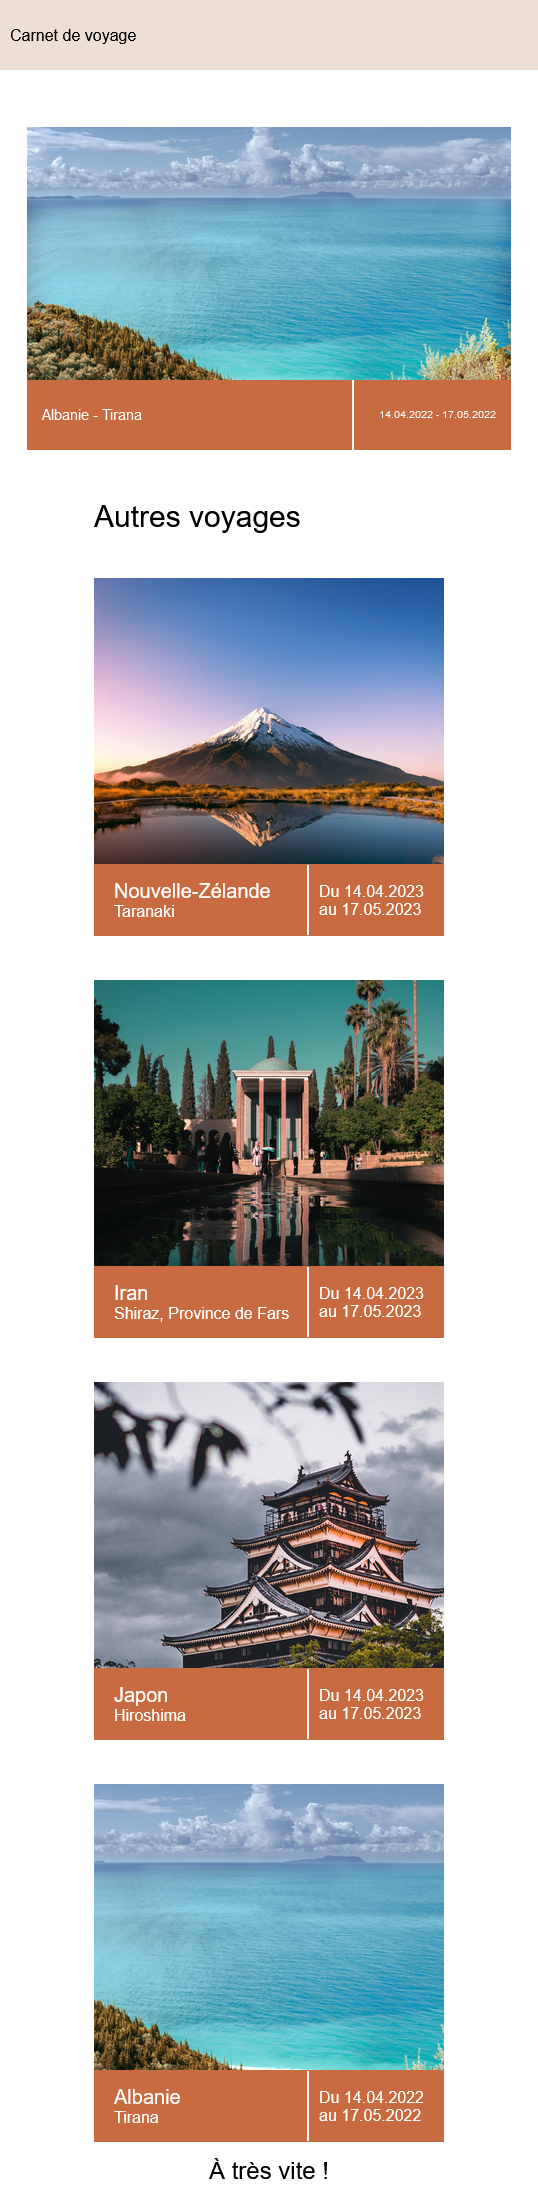 Carnet de voyage
Albanie - Tirana
14.04.2022 - 17.05.2022
Autres voyages
Nouvelle-Zélande
Taranaki
Du 14.04.2023
au 17.05.2023
Iran
Shiraz, Province de Fars
Du 14.04.2023
au 17.05.2023
Japon
Hiroshima
Du 14.04.2023
au 17.05.2023
Albanie
Tirana
Du 14.04.2022
au 17.05.2022
À très vite !